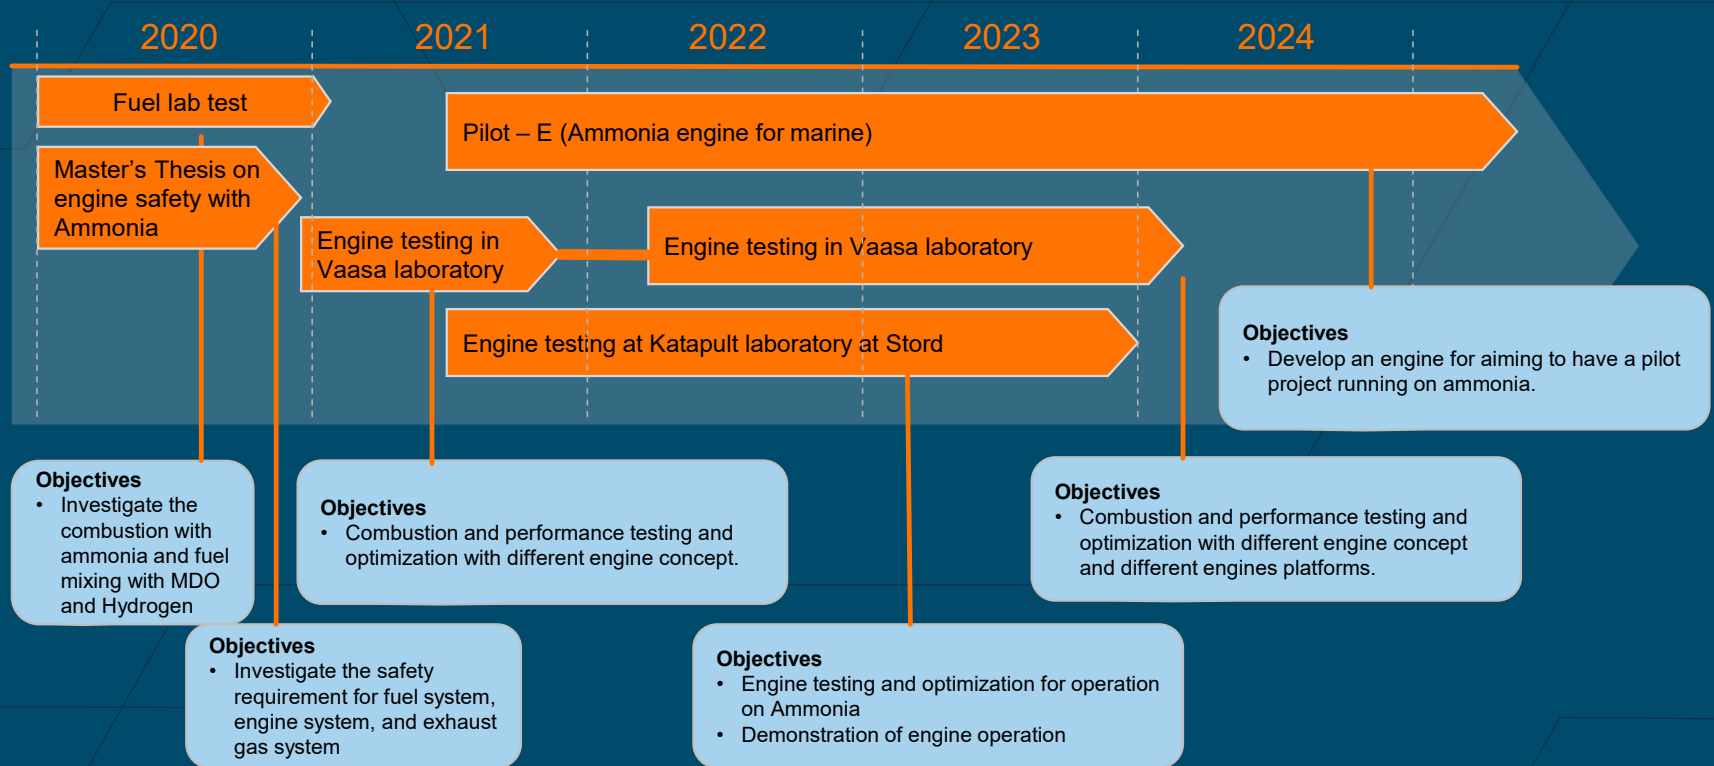 2020
2021
2022
2023
2024
Fuel lab test
Pilot – E (Ammonia engine for marine)
Master’s Thesis on
engine safety with
Ammonia
Engine testing in
Vaasa laboratory
Engine testing in Vaasa laboratory
Engine testing at Katapult laboratory at Stord
Objectives
• Develop an engine for aiming to have a pilot
project running on ammonia.
Objectives
• Investigate the
combustion with
ammonia and fuel
mixing with MDO
and Hydrogen
Objectives
• Combustion and performance testing and
optimization with different engine concept.
Objectives
• Combustion and performance testing and
optimization with different engine concept
and different engines platforms.
Objectives
• Investigate the safety
requirement for fuel system,
engine system, and exhaust
gas system
Objectives
• Engine testing and optimization for operation
on Ammonia
• Demonstration of engine operation